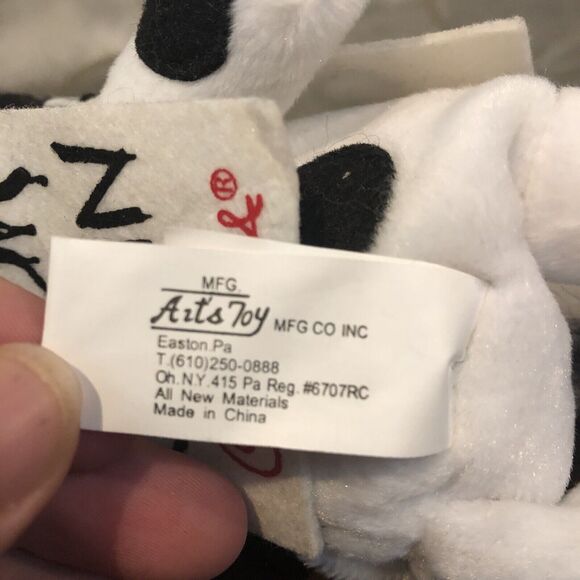 MFG.
Art's Toy MFG CO INC
Easton.Pa
T.(610)250-0888
Oh.N.Y.415 Pa Reg. #6707RC
All New Materials
Made in China
®